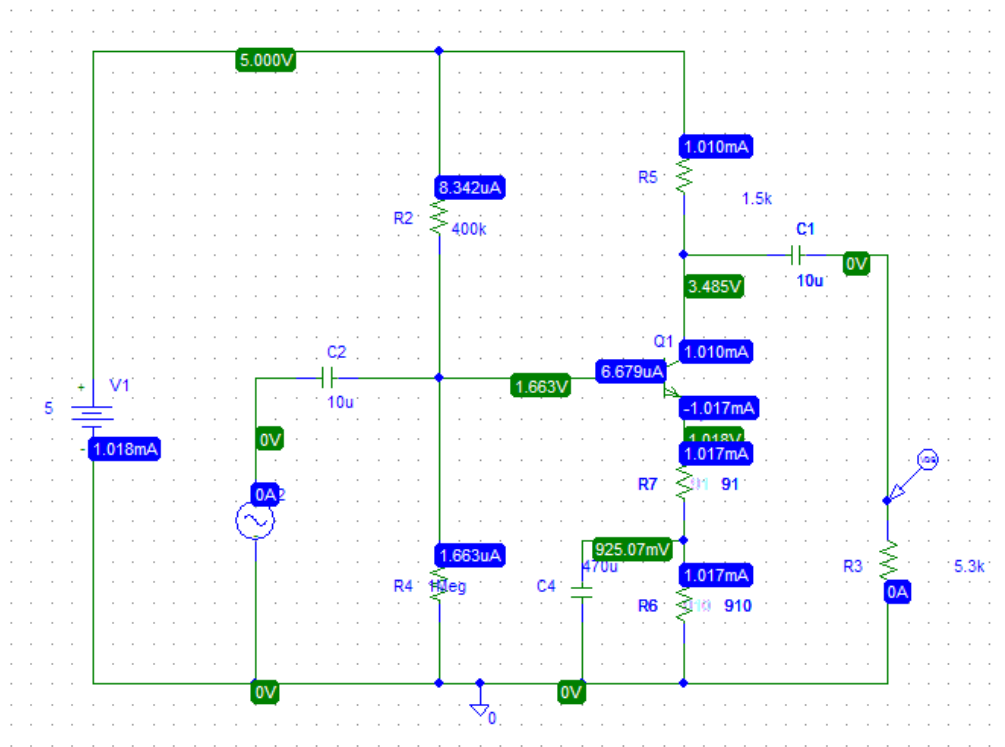 5.000V
1.010mA
R5
1.5k
8.342uA
R2
400k
C1
0V
10u
3.485V
Q1
1.010mA
C2
6.679uA
1.663V
10u
+ V1
5
-1.017mA
0V
1.018V
- 1.018mA
1.017mA
R7
91
0A
925.07mV
1.663uA
470u
R4
1Meg
C4
1.017mA
R3
5.3k
R6
910
0A
0V
0V
0